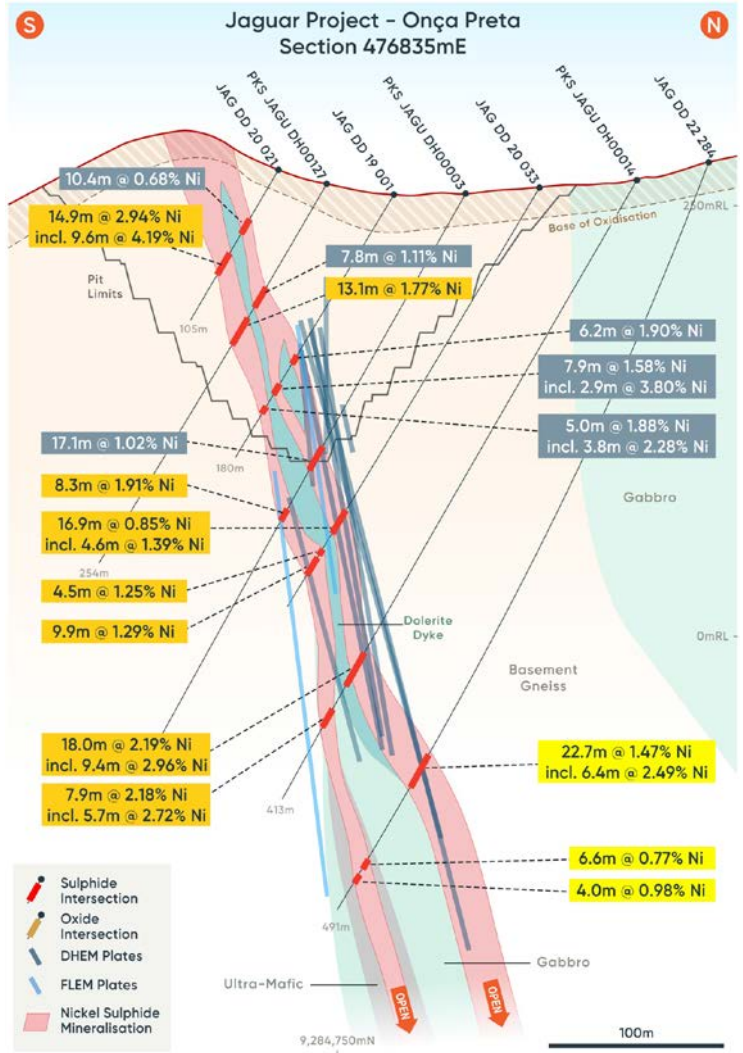 S
Jaguar Project - Onça Preta
Section 476835mE
N
JAG DD 20 021
PKS JAGU DH00127
JAG DD 19 001
PKS JAGU DH00003
JAG DD 20 033
PKS JAGU DH00014
JAG DD 22 284
10.4m @ 0.68% Ni
14.9m @ 2.94% Ni
incl. 9.6m @ 4.19% Ni
250mRL
Base of Oxidisation
7.8m @ 1.11% Ni
13.1m @ 1.77% Ni
Pit
Limits
105m
6.2m @ 1.90% Ni
7.9m @ 1.58% Ni
incl. 2.9m @ 3.80% Ni
5.0m @ 1.88% Ni
incl. 3.8m @ 2.28% Ni
17.1m @ 1.02% Ni
180m
8.3m @ 1.91% Ni
Gabbro
16.9m @ 0.85% Ni
incl. 4.6m @ 1.39% Ni
254m
4.5m @ 1.25% Ni
9.9m @ 1.29% Ni
Dolerite
Dyke
0mRL
Basement
Gneiss
18.0m @ 2.19% Ni
incl. 9.4m @ 2.96% Ni
22.7m @ 1.47% Ni
incl. 6.4m @ 2.49% Ni
7.9m @ 2.18% Ni
incl. 5.7m @ 2.72% Ni
413m
6.6m @ 0.77% Ni
4.0m @ 0.98% Ni
491m
Sulphide
Intersection
Oxide
Intersection
DHEM Plates
FLEM Plates
Nickel Sulphide
Mineralisation
Ultra-Mafic
Gabbro
OPEN
OPEN
9,284,750mN
100m